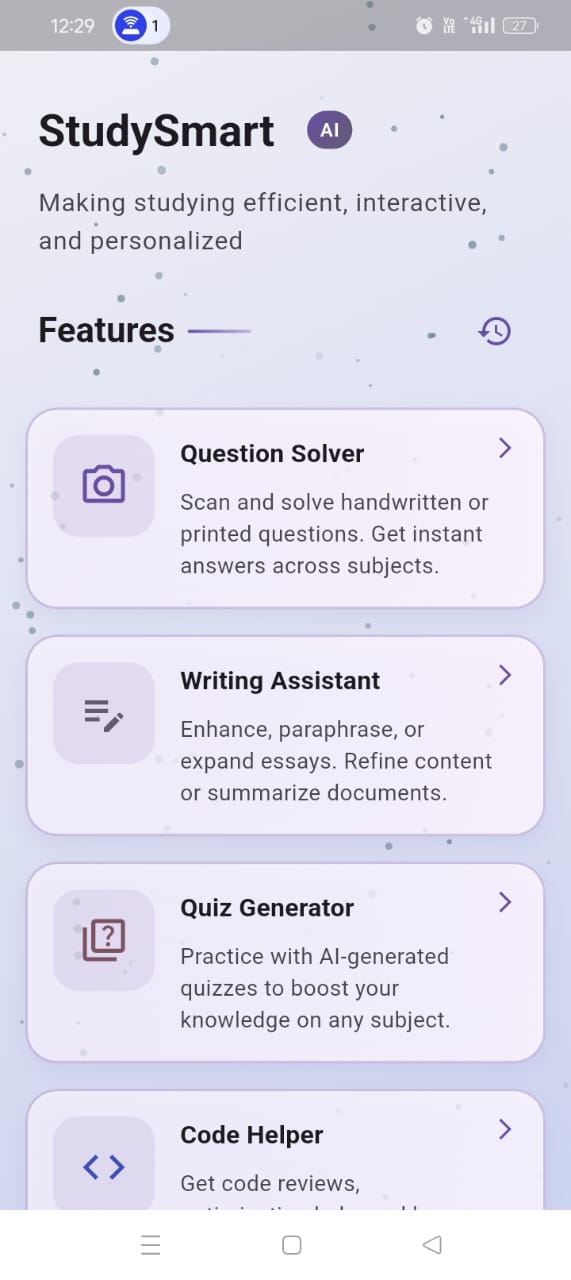 12:29
1
Vo
LTE
4G
27
StudySmart
AI
Making studying efficient, interactive,
and personalized
Features
Question Solver
Scan and solve handwritten or
printed questions. Get instant
answers across subjects.
Writing Assistant
Enhance, paraphrase, or
expand essays. Refine content
or summarize documents.
Quiz Generator
Practice with AI-generated
quizzes to boost your
knowledge on any subject.
Code Helper
Get code reviews,